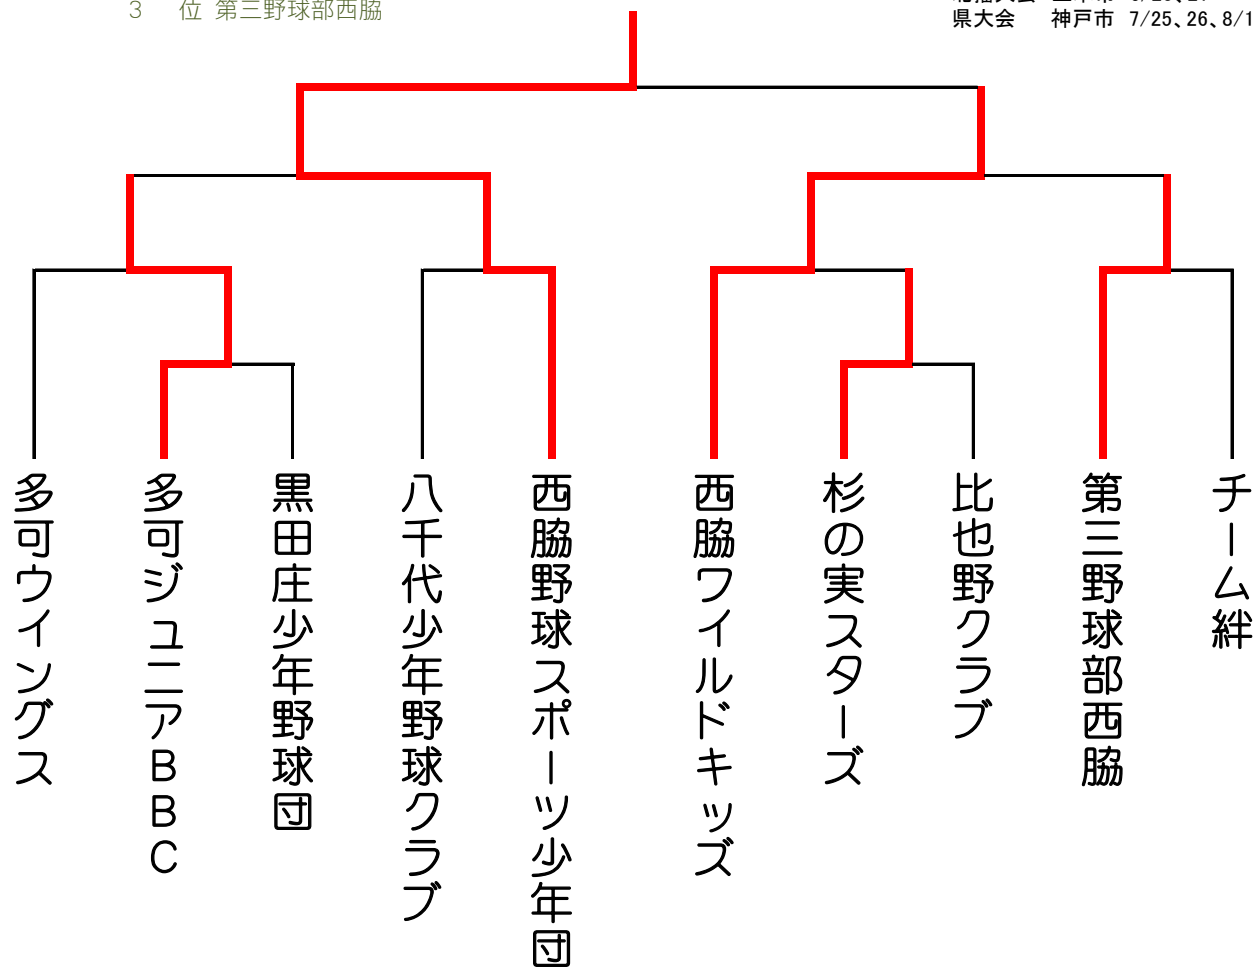 3 位 第三野球部西脇
県大会 神戸市 7/25、26、8/1
多可ウイングス
多可ジュニアBBC
黒田庄少年野球団
八千代少年野球クラブ
西脇野球スポーツ少年団
西脇ワイルドキッズ
杉の実スターズ
比也野クラブ
第三野球部西脇
チーム絆